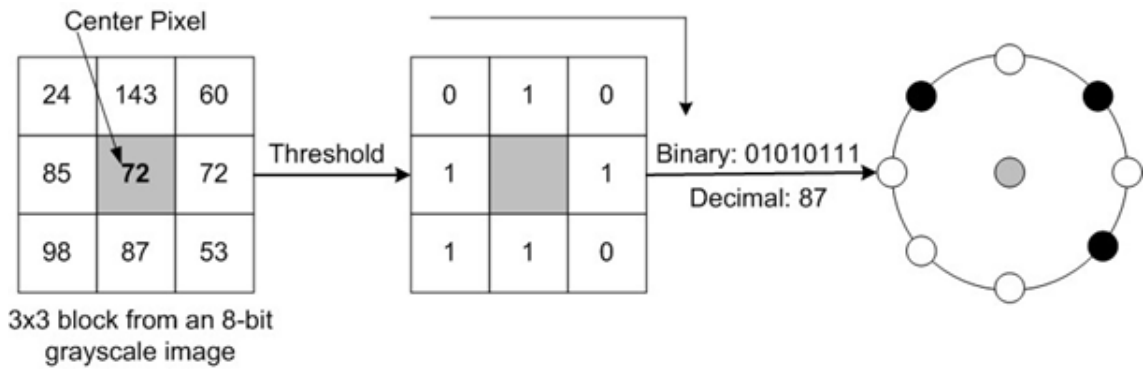 Center Pixel
24 143 60
85 72 72
98 87 53
3x3 block from an 8-bit
grayscale image
Threshold
0 1 0
1 1
1 1 0
Binary: 01010111
Decimal: 87